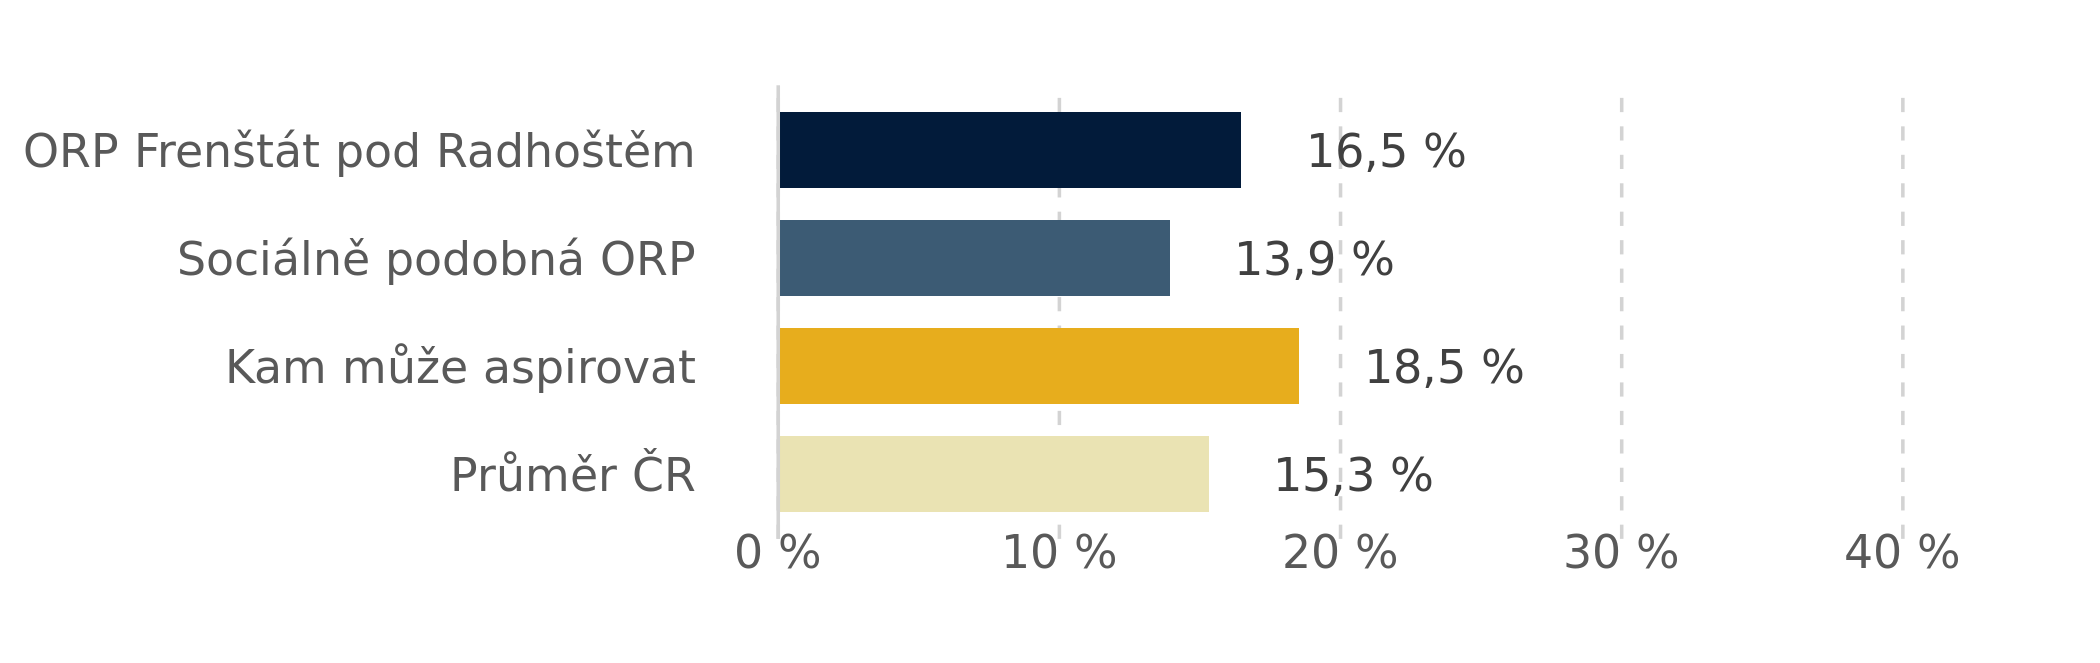 ORP Frenštát pod Radhoštěm 16,5 %
Sociálně podobná ORP 13,9 %
Kam může aspirovat 18,5 %
Průměr ČR 15,3 %
0 % 10 % 20 % 30 % 40 %